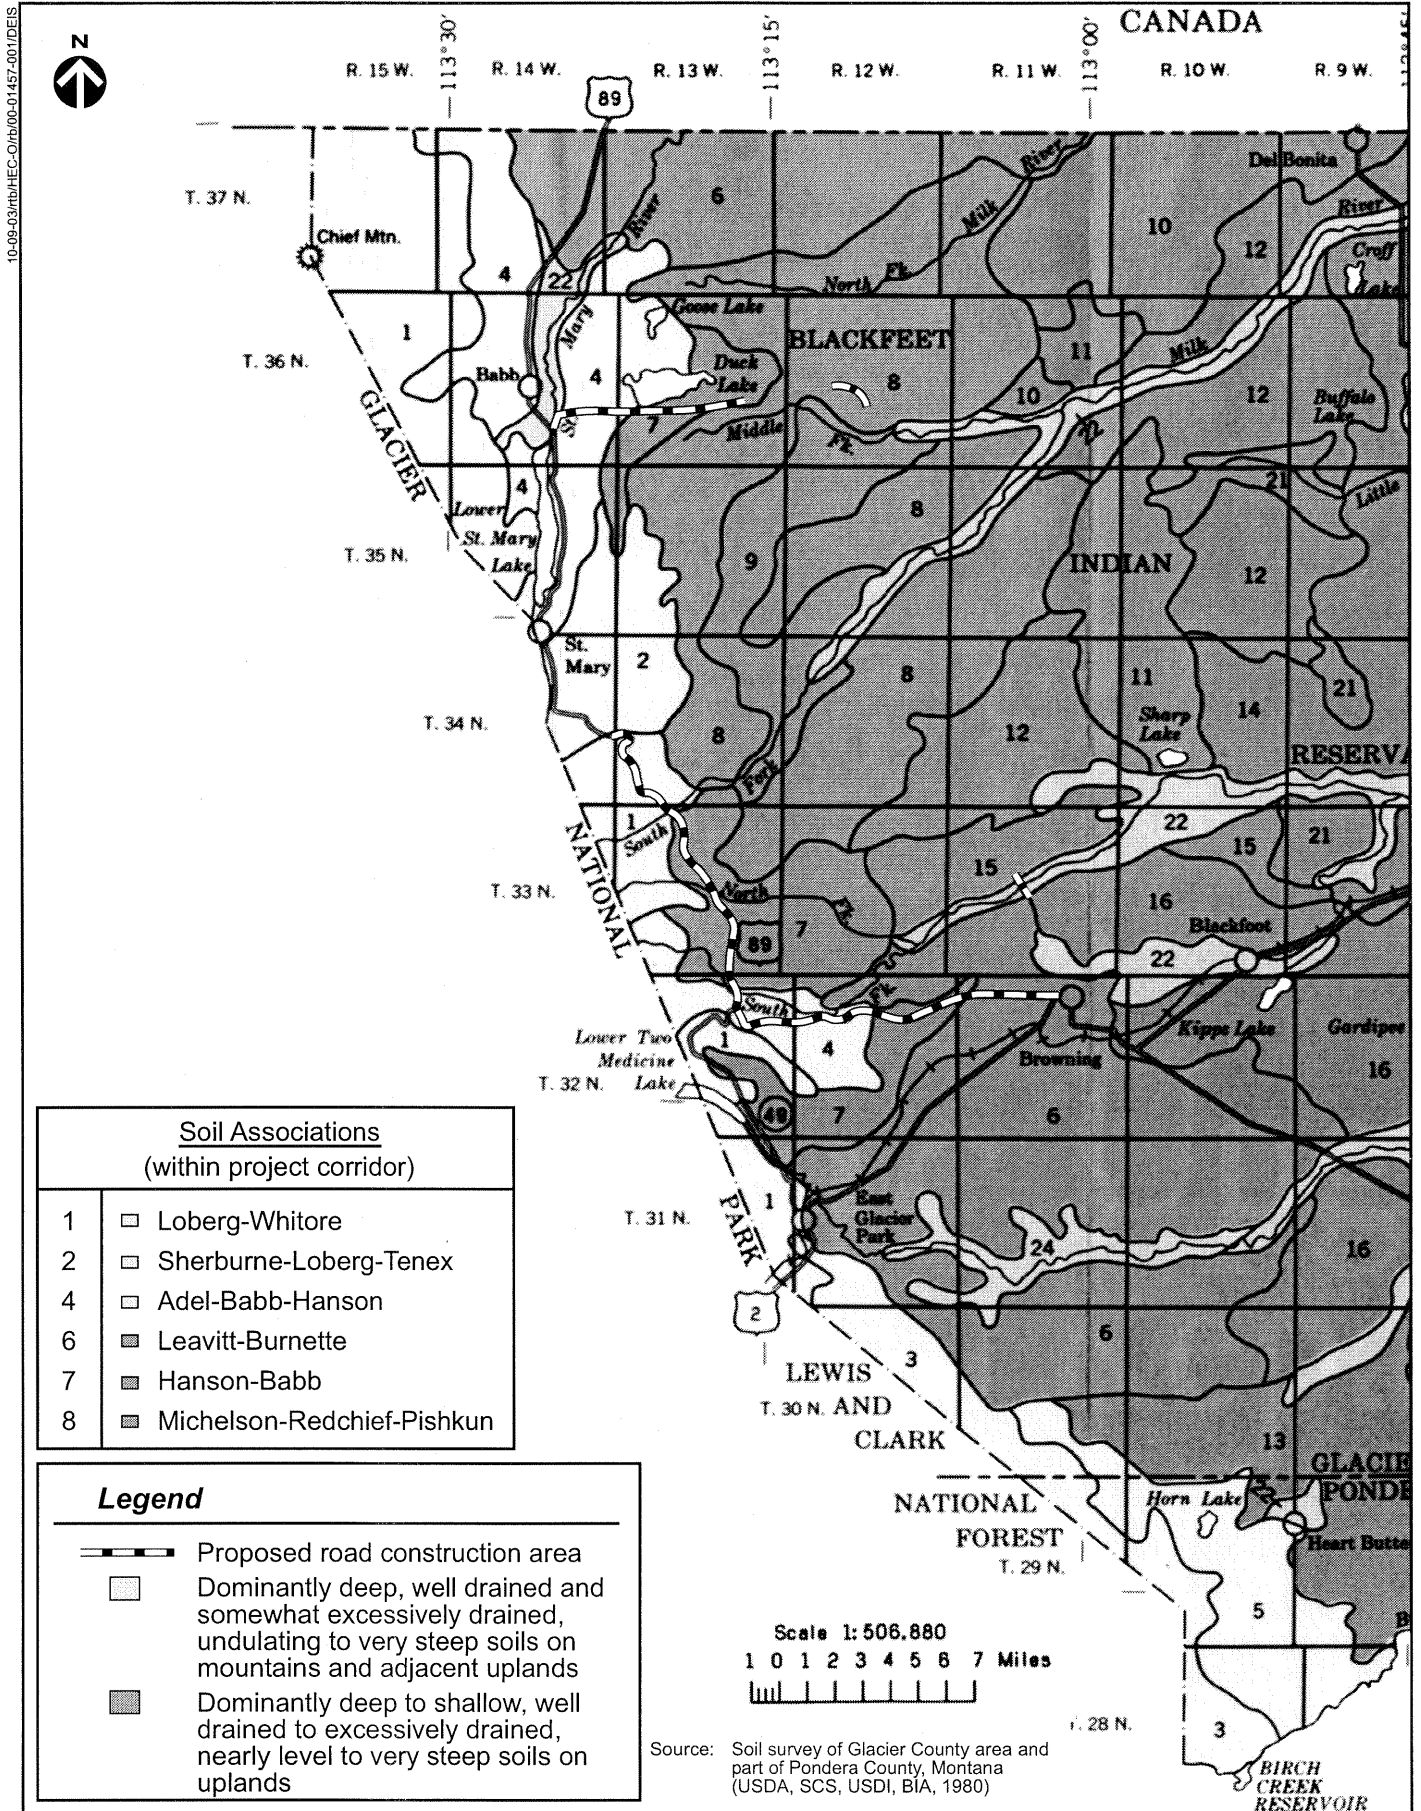 10-09-03/rtb/HEC-O/rb/00-01457-001/DEIS
N
CANADA
113°30'
113°15'
113°00'
R. 15 W.
R. 14 W.
R. 13 W.
R. 12 W.
R. 11 W.
R. 10 W.
R. 9 W.
89
Del Bonita
T. 37 N.
6
River
River
Milk
10
River
Chief Mtn.
4
22
12
Croff
Lake
North Fk.
Mary
Goose Lake
1
BLACKFEET
11
Milk
T. 36 N.
Babb
4
Duck
Lake
8
10
12
Buffalo
Lake
GLACIER
St.
7
Middle
Fk.
22
4
21
Little
Lower
St. Mary
Lake
8
T. 35 N.
9
INDIAN
12
St.
Mary
2
8
11
21
14
T. 34 N.
8
12
Sharp
Lake
RESERVA
Fork
1
South
22
15
21
15
NATIONAL
T. 33 N.
North
Fk.
16
7
Blackfoot
89
22
South
Fk.
Lower Two
Medicine
Lake
1
4
Kipps Lake
Gardipee
Browning
T. 32 N.
16
49
7
6
Soil Associations
(within project corridor)
1 Loberg-Whitore
2 Sherburne-Loberg-Tenex
4 Adel-Babb-Hanson
6 Leavitt-Burnette
7 Hanson-Babb
8 Michelson-Redchief-Pishkun
T. 31 N.
PARK
1
East
Glacier
Park
24
16
2
6
3
LEWIS
T. 30 N. AND
CLARK
13
GLACIE
PONDE
NATIONAL
FOREST
T. 29 N.
Horn Lake
Heart Butte
5
B
Legend
Proposed road construction area
Dominantly deep, well drained and
somewhat excessively drained,
undulating to very steep soils on
mountains and adjacent uplands
Dominantly deep to shallow, well
drained to excessively drained,
nearly level to very steep soils on
uplands
Scale 1:506,880
1 0 1 2 3 4 5 6 7 Miles
T. 28 N.
3
Source: Soil survey of Glacier County area and
part of Pondera County, Montana
(USDA, SCS, USDI, BIA, 1980)
BIRCH
CREEK
RESERVOIR